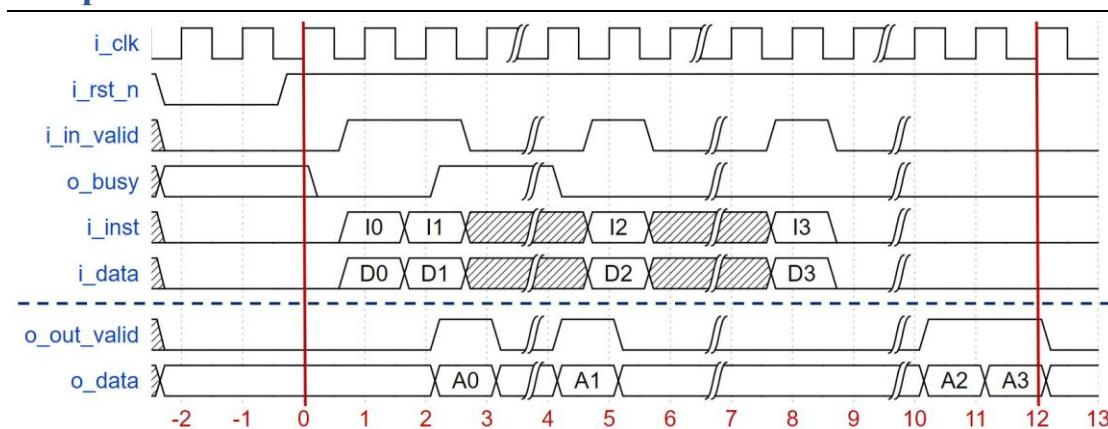 i_clk
i_rst_n
i_in_valid
o_busy
i_inst I0 I1 I2 I3
i_data D0 D1 D2 D3
o_out_valid
o_data A0 A1 A2 A3
-2 -1 0 1 2 3 4 5 6 7 8 9 10 11 12 13